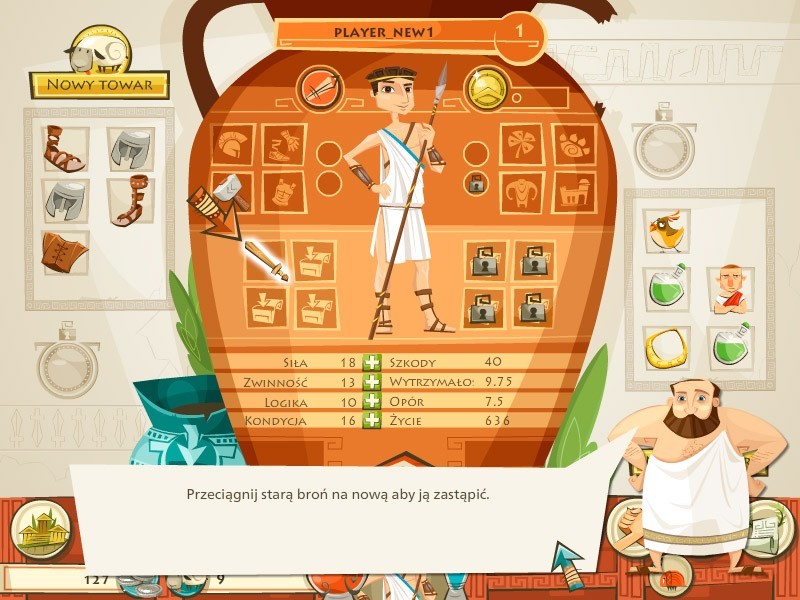 PLAYER_NEW1
1
NOWY TOWAR
SIŁA 18 SZKODY 40
ZWINNOŚĆ 13 WYTRZYMAŁO 9.75
LOGIKA 10 OPÓR 7.5
KONDYCJA 16 ŻYCIE 636
Przeciągnij starą broń na nową aby ją zastąpić.
127 9